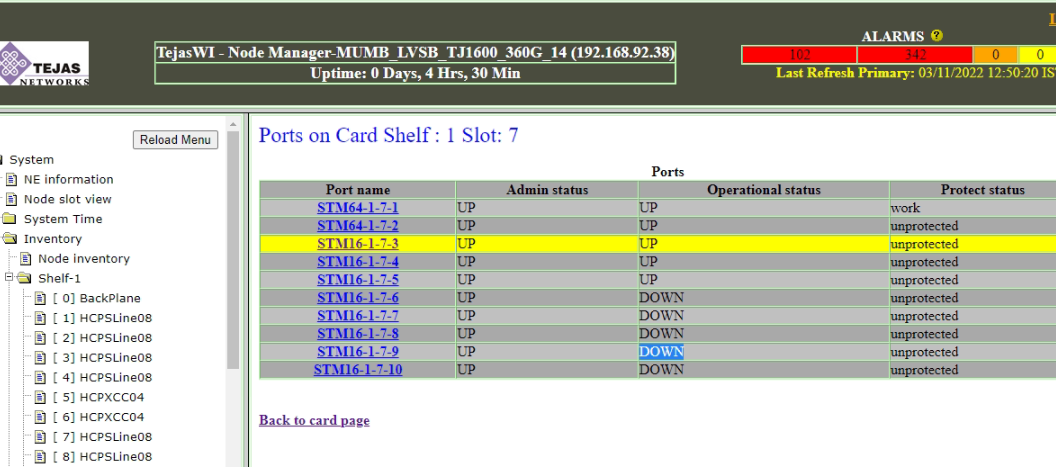 TEJAS
NETWORKS
TejasWI - Node Manager-MUMB_LVSB_TJ1600_360G_14 (192.168.92.38)
Uptime: 0 Days, 4 Hrs, 30 Min
ALARMS ?
102 342 0 0
Last Refresh Primary: 03/11/2022 12:50:20 IS
Reload Menu
System
NE information
Node slot view
System Time
Inventory
Node inventory
Shelf-1
[ 0] BackPlane
[ 1] HCPSLine08
[ 2] HCPSLine08
[ 3] HCPSLine08
[ 4] HCPSLine08
[ 5] HCPXCC04
[ 6] HCPXCC04
[ 7] HCPSLine08
[ 8] HCPSLine08
Ports on Card Shelf : 1 Slot: 7
Ports
Port name Admin status Operational status Protect status
STM64-1-7-1 UP UP work
STM64-1-7-2 UP UP unprotected
STM16-1-7-3 UP UP unprotected
STM16-1-7-4 UP UP unprotected
STM16-1-7-5 UP UP unprotected
STM16-1-7-6 UP DOWN unprotected
STM16-1-7-7 UP DOWN unprotected
STM16-1-7-8 UP DOWN unprotected
STM16-1-7-9 UP DOWN unprotected
STM16-1-7-10 UP DOWN unprotected
Back to card page